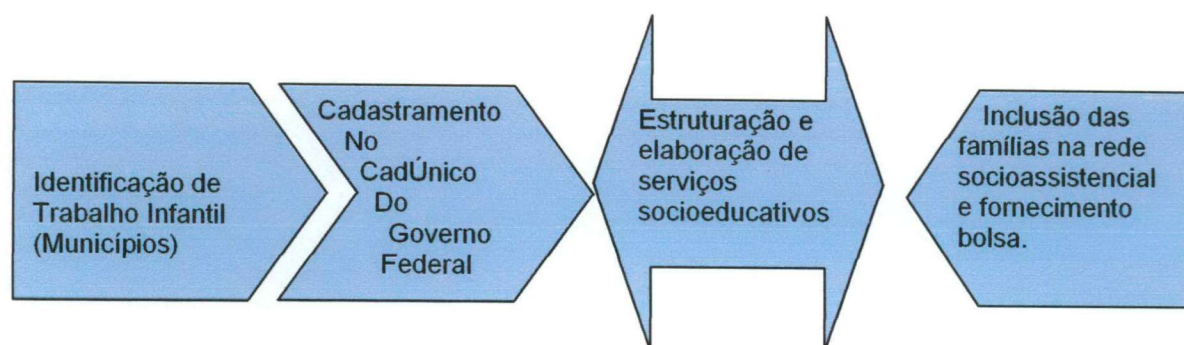 Identificação de
Trabalho Infantil
(Municípios)
Cadastramento
No
CadÚnico
Do
Governo
Federal
Estruturação e
elaboração de
serviços
socioeducativos
Inclusão das
famílias na rede
socioassistencial
e fornecimento
bolsa.